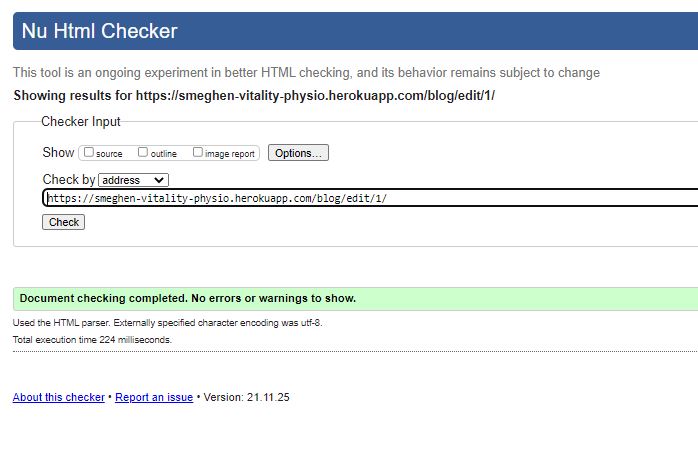 Nu Html Checker
This tool is an ongoing experiment in better HTML checking, and its behavior remains subject to change
Showing results for https://smeghen-vitality-physio.herokuapp.com/blog/edit/1/
Checker Input
Show source outline image report Options...
Check by address
https://smeghen-vitality-physio.herokuapp.com/blog/edit/1/
Check
Document checking completed. No errors or warnings to show.
Used the HTML parser. Externally specified character encoding was utf-8.
Total execution time 224 milliseconds.
About this checker • Report an issue • Version: 21.11.25